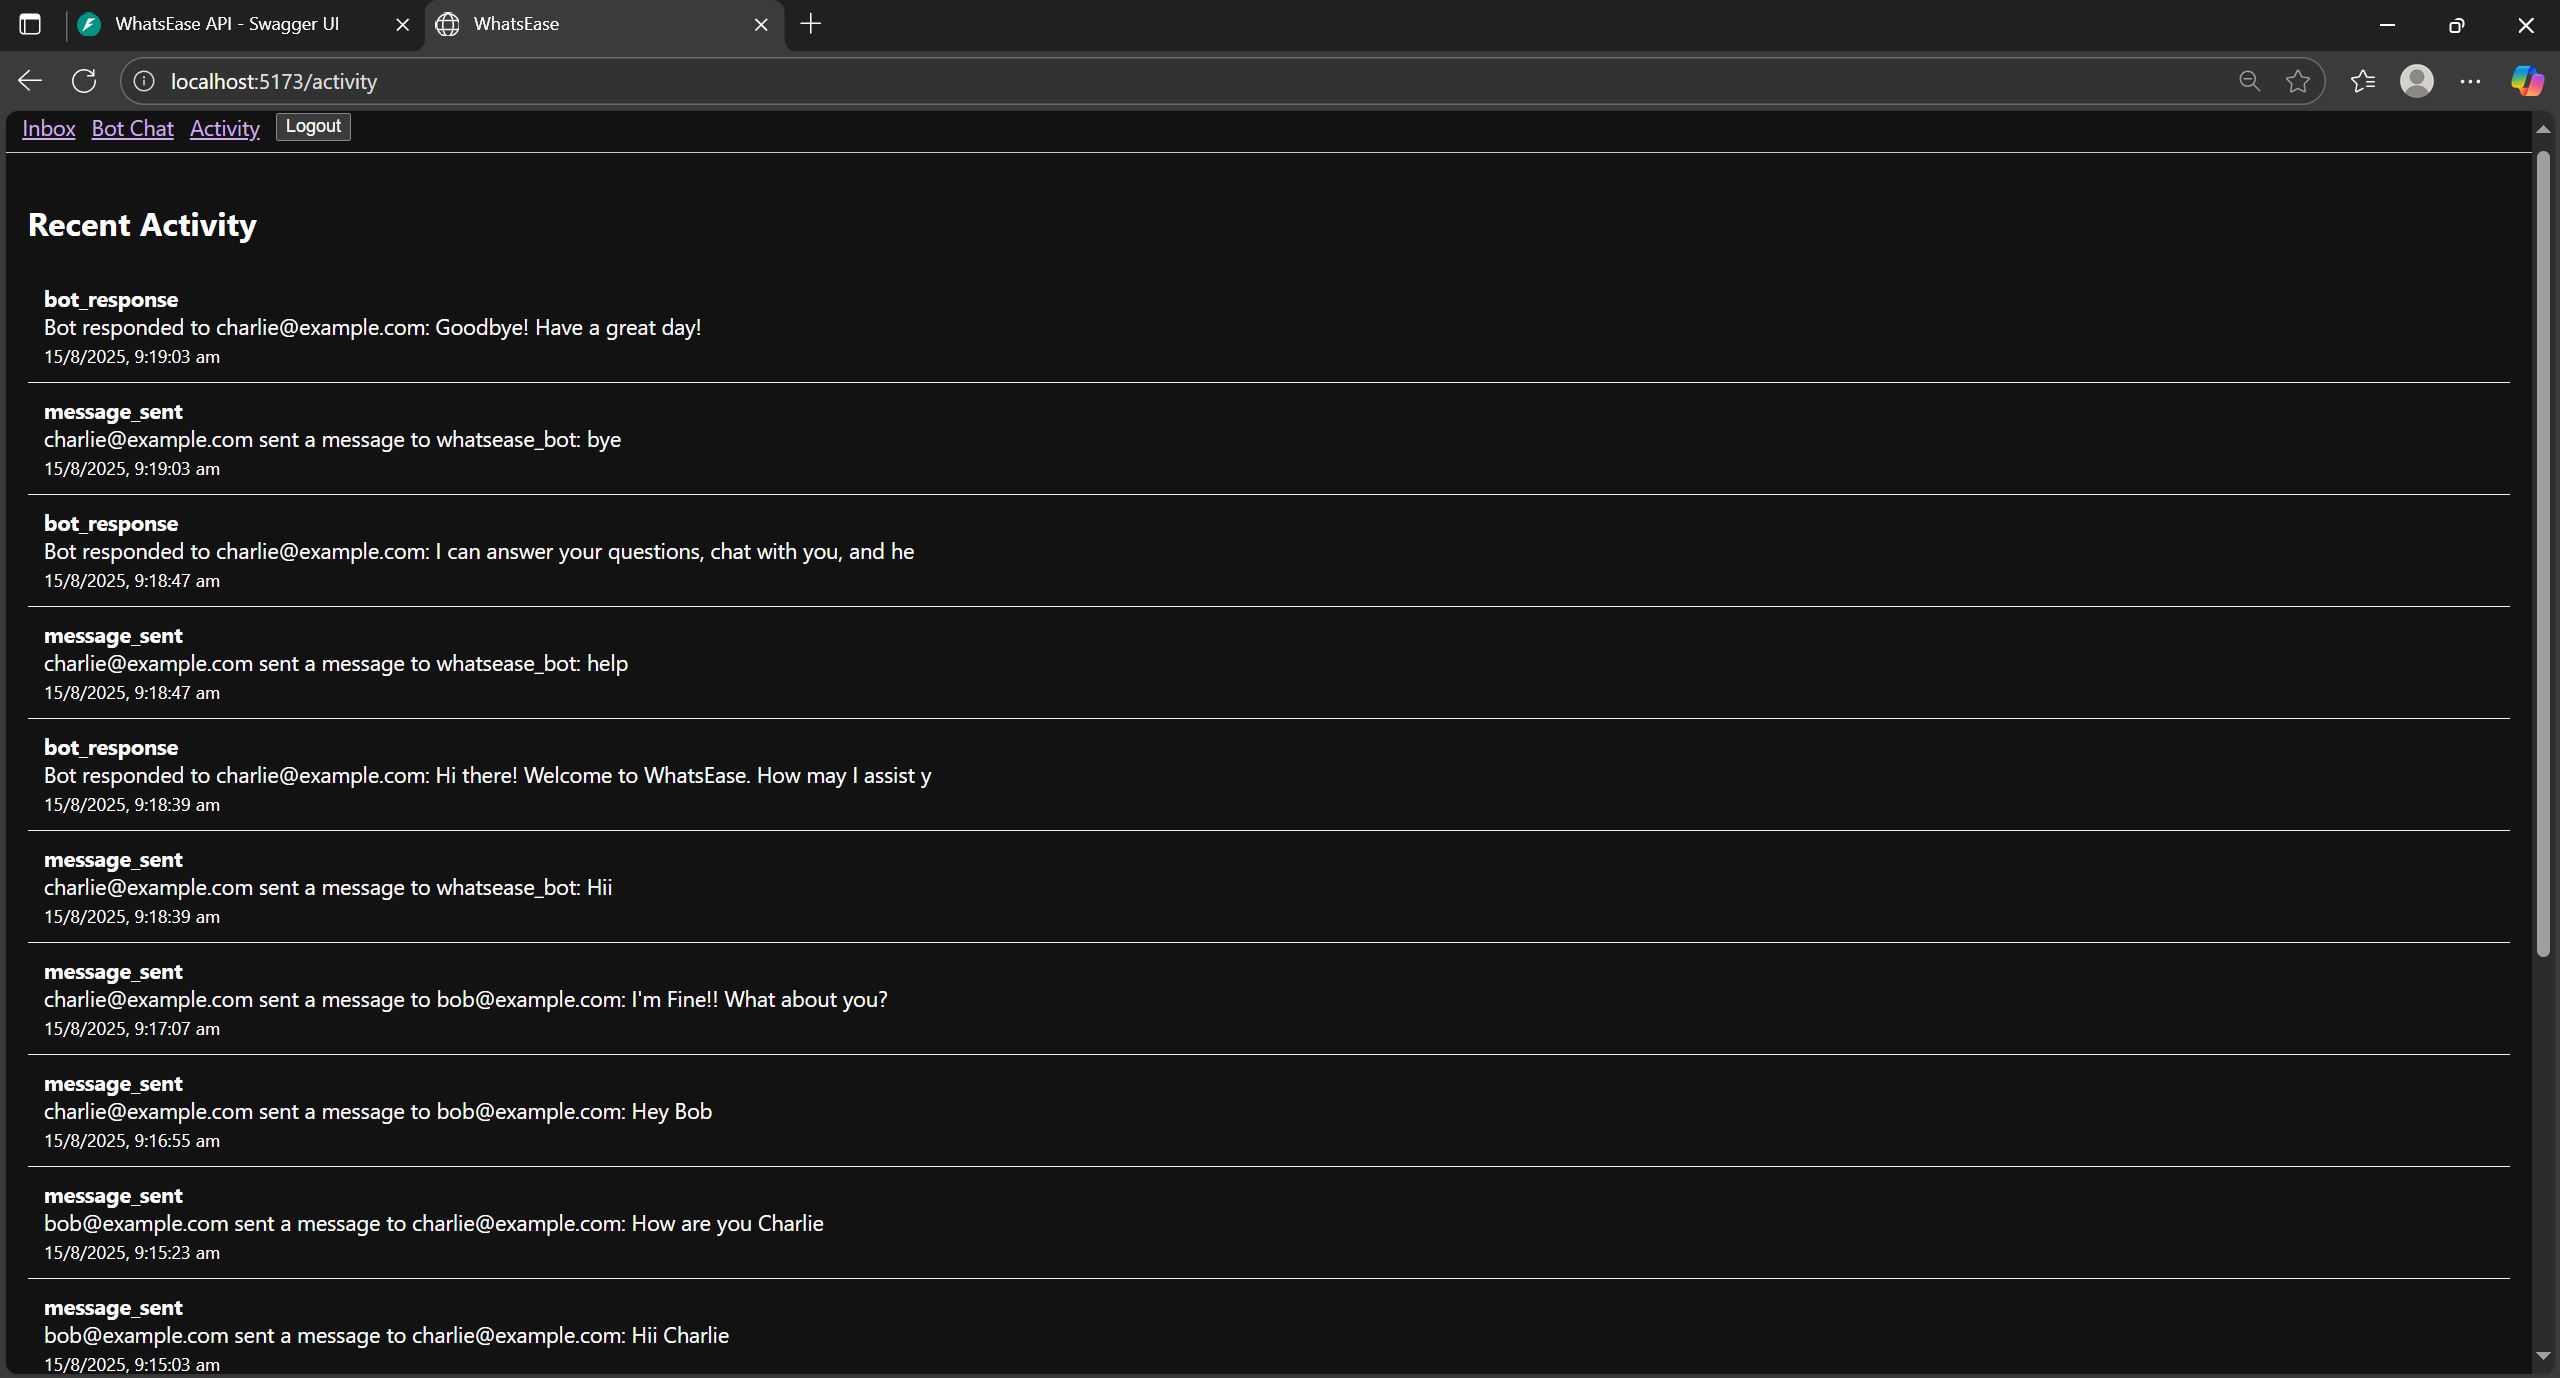 WhatsEase API - Swagger UI
WhatsEase
localhost:5173/activity
Inbox Bot Chat Activity Logout
Recent Activity
bot_response
Bot responded to charlie@example.com: Goodbye! Have a great day!
15/8/2025, 9:19:03 am
message_sent
charlie@example.com sent a message to whatsease_bot: bye
15/8/2025, 9:19:03 am
bot_response
Bot responded to charlie@example.com: I can answer your questions, chat with you, and he
15/8/2025, 9:18:47 am
message_sent
charlie@example.com sent a message to whatsease_bot: help
15/8/2025, 9:18:47 am
bot_response
Bot responded to charlie@example.com: Hi there! Welcome to WhatsEase. How may I assist y
15/8/2025, 9:18:39 am
message_sent
charlie@example.com sent a message to whatsease_bot: Hii
15/8/2025, 9:18:39 am
message_sent
charlie@example.com sent a message to bob@example.com: I'm Fine!! What about you?
15/8/2025, 9:17:07 am
message_sent
charlie@example.com sent a message to bob@example.com: Hey Bob
15/8/2025, 9:16:55 am
message_sent
bob@example.com sent a message to charlie@example.com: How are you Charlie
15/8/2025, 9:15:23 am
message_sent
bob@example.com sent a message to charlie@example.com: Hii Charlie
15/8/2025, 9:15:03 am